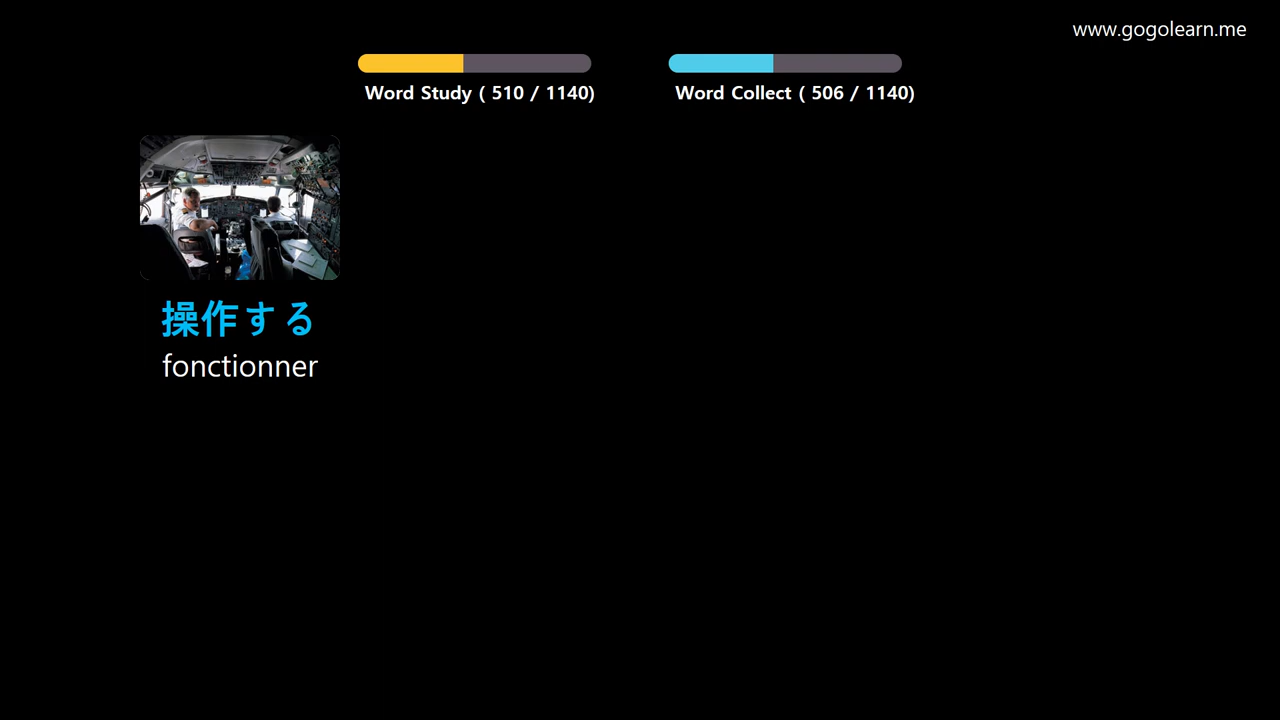 www.gogolearn.me
Word Study ( 510 / 1140)
Word Collect ( 506 / 1140)
操作する
fonctionner